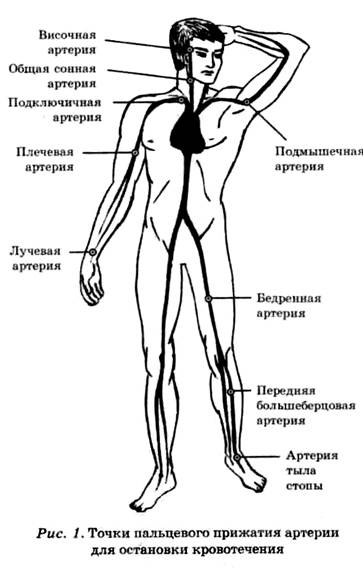 Височная
артерия
Общая сонная
артерия
Подключичная
артерия
Плечевая
артерия
Подмышечная
артерия
Лучевая
артерия
Бедренная
артерия
Передняя
большеберцовая
артерия
Артерия
тыла
стопы
Рис. 1. Точки пальцевого прижатия артерии
для остановки кровотечения